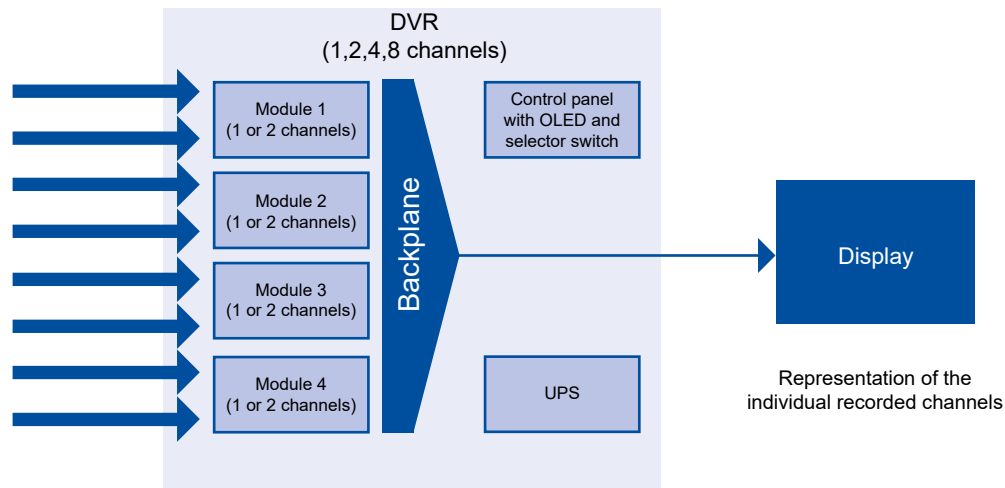 DVR
(1,2,4,8 channels)
Module 1
(1 or 2 channels)
Module 2
(1 or 2 channels)
Module 3
(1 or 2 channels)
Module 4
(1 or 2 channels)
Backplane
Control panel
with OLED and
selector switch
UPS
Display
Representation of the
individual recorded channels